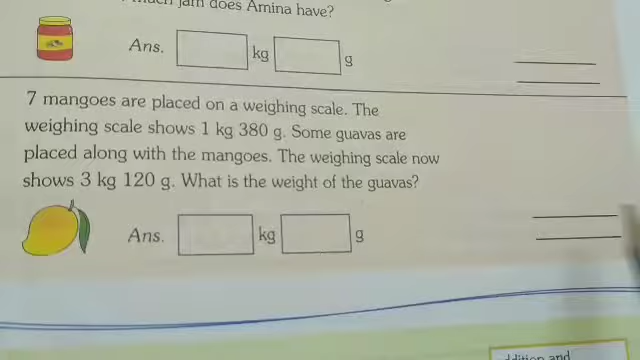 much jam does Amina have?
Ans. kg g
7 mangoes are placed on a weighing scale. The
weighing scale shows 1 kg 380 g. Some guavas are
placed along with the mangoes. The weighing scale now
shows 3 kg 120 g. What is the weight of the guavas?
Ans. kg g
and